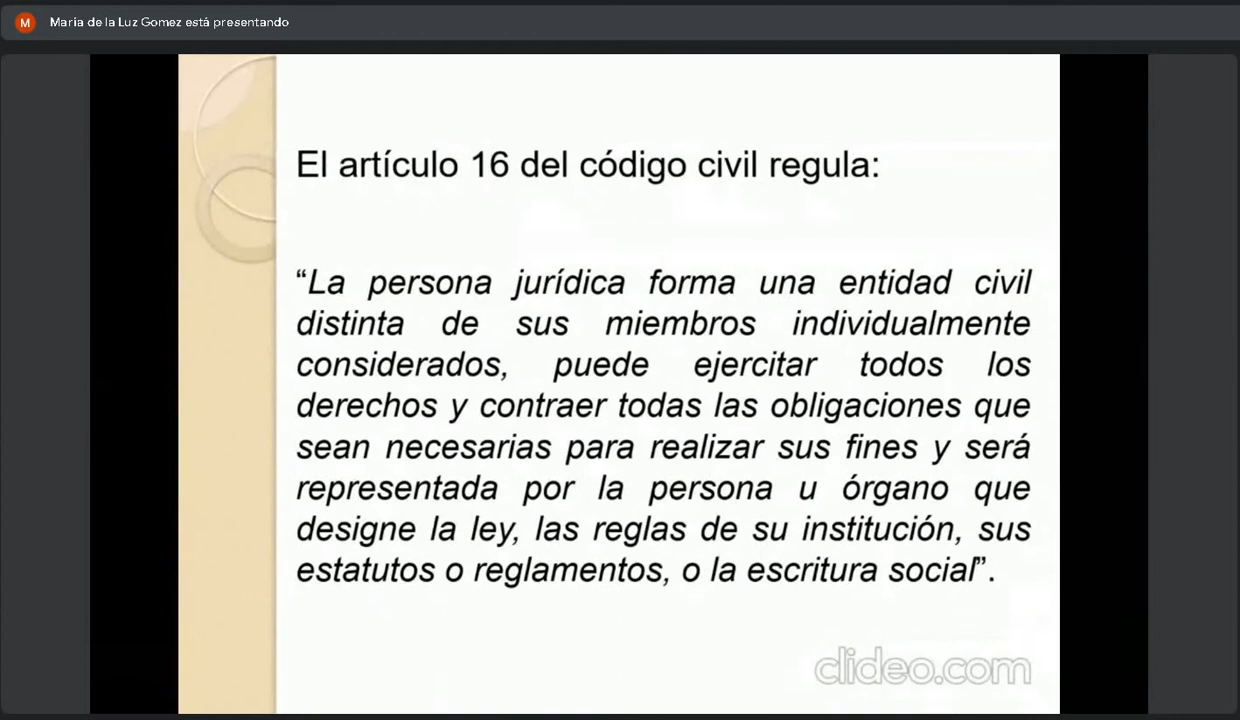 M
Maria de la Luz Gomez está presentando
El artículo 16 del código civil regula:
“La persona jurídica forma una entidad civil
distinta de sus miembros individualmente
considerados, puede ejercitar todos los
derechos y contraer todas las obligaciones que
sean necesarias para realizar sus fines y será
representada por la persona u órgano que
designe la ley, las reglas de su institución, sus
estatutos o reglamentos, o la escritura social”.
clideo.com